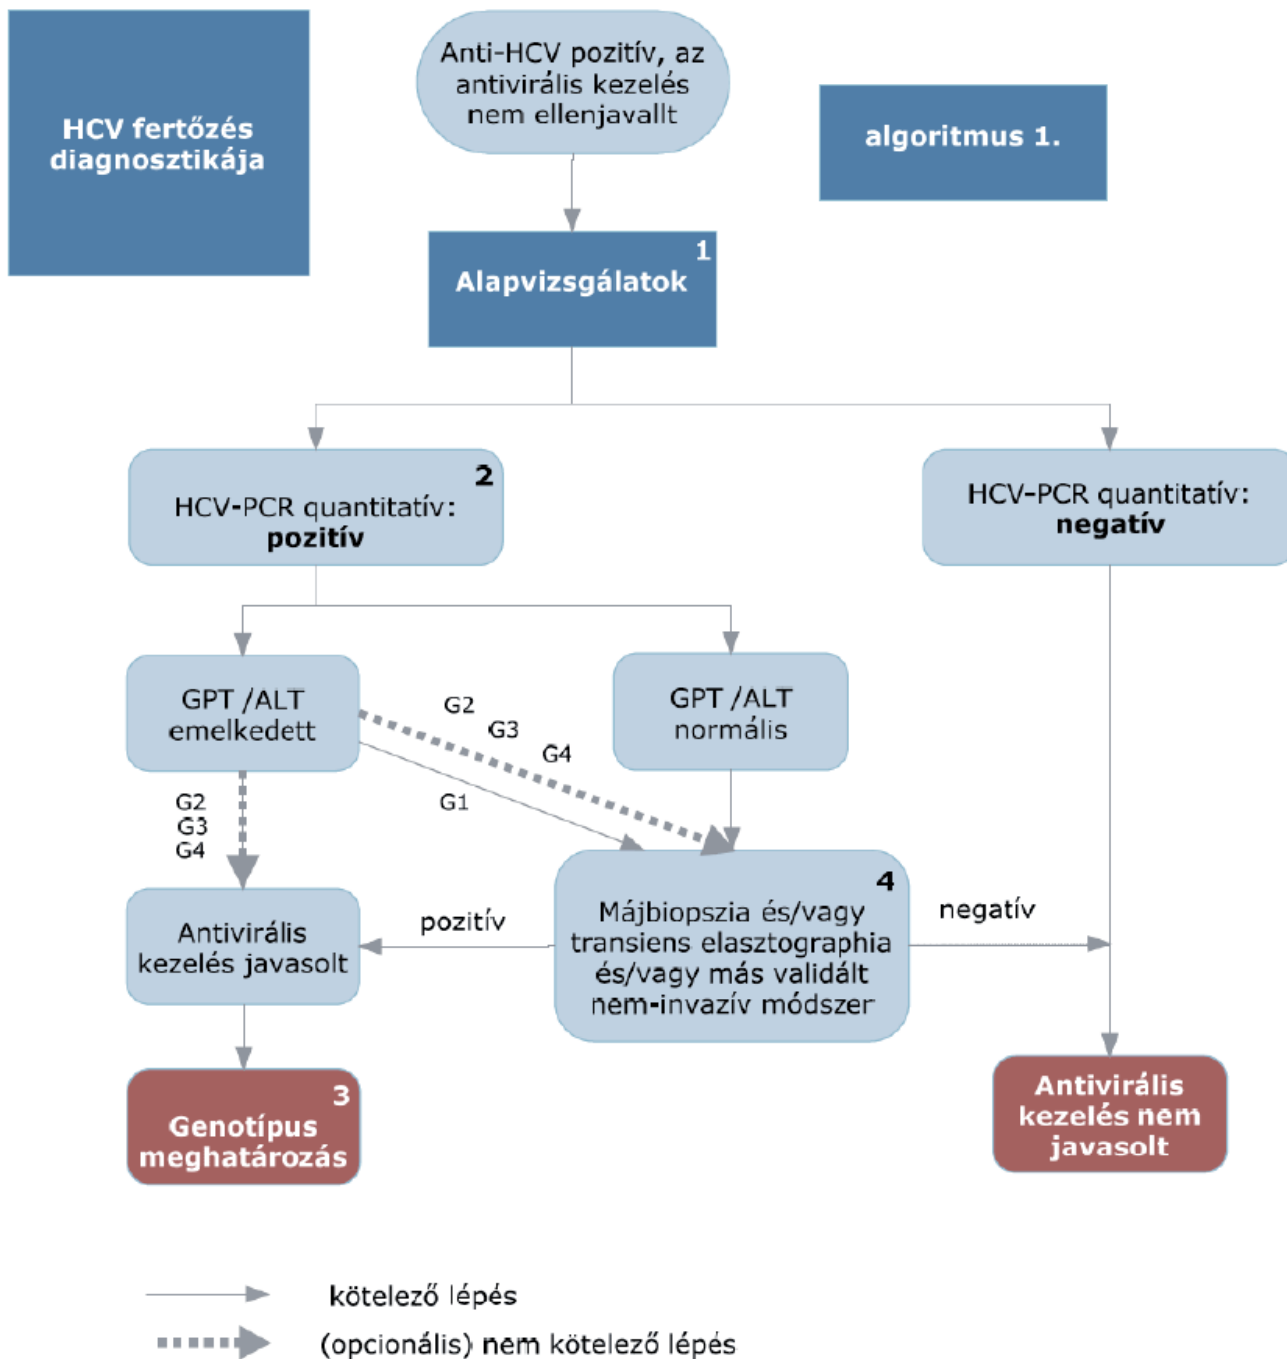 HCV fertőzés
diagnosztikája
Anti-HCV pozitív, az
antivirális kezelés
nem ellenjavallt
algoritmus 1.
1
Alapvizsgálatok
2
HCV-PCR quantitatív:
pozitív
HCV-PCR quantitatív:
negatív
GPT /ALT
emelkedett
GPT /ALT
normális
G2
G3
G4
G1
G2
G3
G4
Antivirális
kezelés javasolt
pozitív
4
Májbiopszia és/vagy
transiens elasztographia
és/vagy más validált
nem-invazív módszer
negatív
3
Genotípus
meghatározás
Antivirális
kezelés nem
javasolt
kötelező lépés
(opcionális) nem kötelező lépés